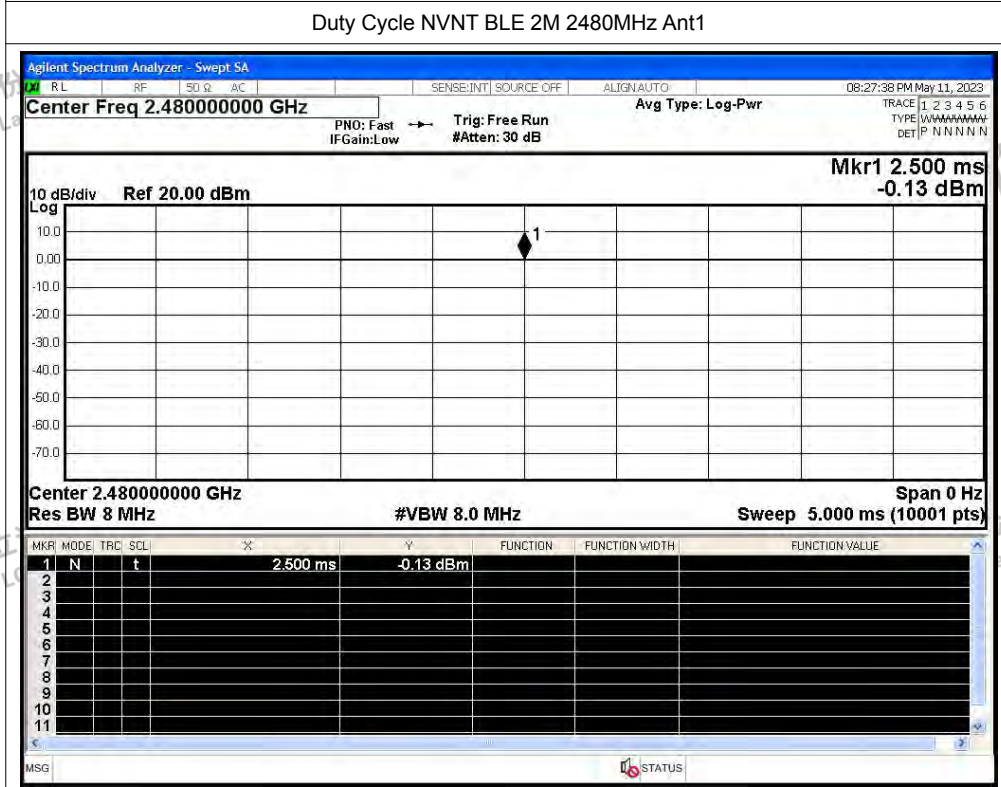 Duty Cycle NVNT BLE 2M 2480MHz Ant1
Agilent Spectrum Analyzer - Swept SA
RL RF 50 Ω AC SENSE:INT SOURCE OFF ALIGN AUTO 08:27:38 PM May 11, 2023
Center Freq 2.480000000 GHz
PNO: Fast
IFGain:Low
Trig: Free Run
#Atten: 30 dB
Avg Type: Log-Pwr
TRACE 1 2 3 4 5 6
TYPE WWWWWW
DET P N N N N N
Mkr1 2.500 ms
-0.13 dBm
10 dB/div Ref 20.00 dBm
Log
1
10.0
0.00
-10.0
-20.0
-30.0
-40.0
-50.0
-60.0
-70.0
Center 2.480000000 GHz Span 0 Hz
Res BW 8 MHz #VBW 8.0 MHz Sweep 5.000 ms (10001 pts)
MKR MODE TRC SCL X Y FUNCTION FUNCTION WIDTH FUNCTION VALUE
1 N t 2.500 ms -0.13 dBm
2
3
4
5
6
7
8
9
10
11
MSG STATUS